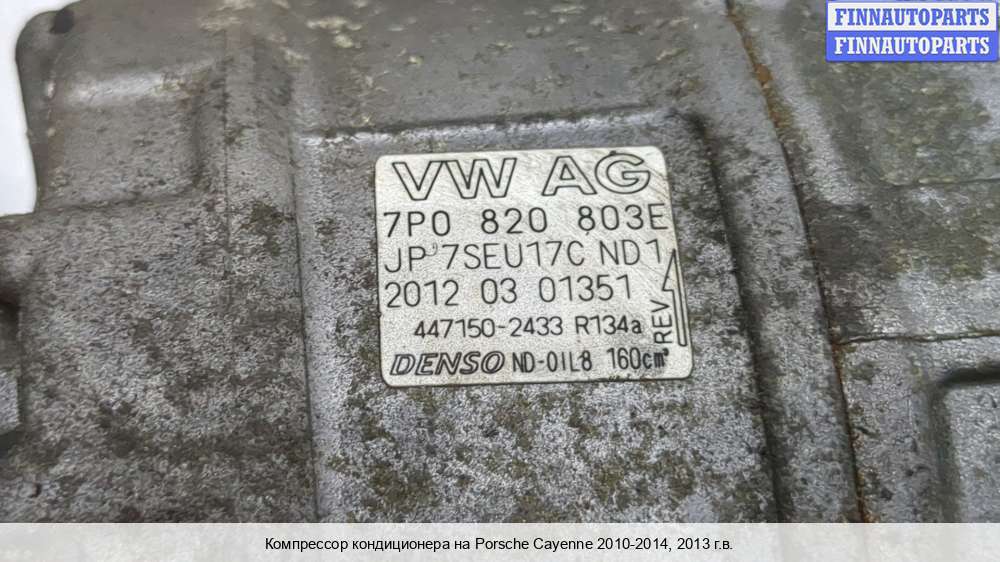 FINNAUTOPARTS
FINNAUTOPARTS
VW AG
7P0 820 803E
JP 7SEU17C ND1
2012 03 01351
447150-2433 R134a
REV
DENSO ND-OIL8 160cm³
Компрессор кондиционера на Porsche Cayenne 2010-2014, 2013 г.в.